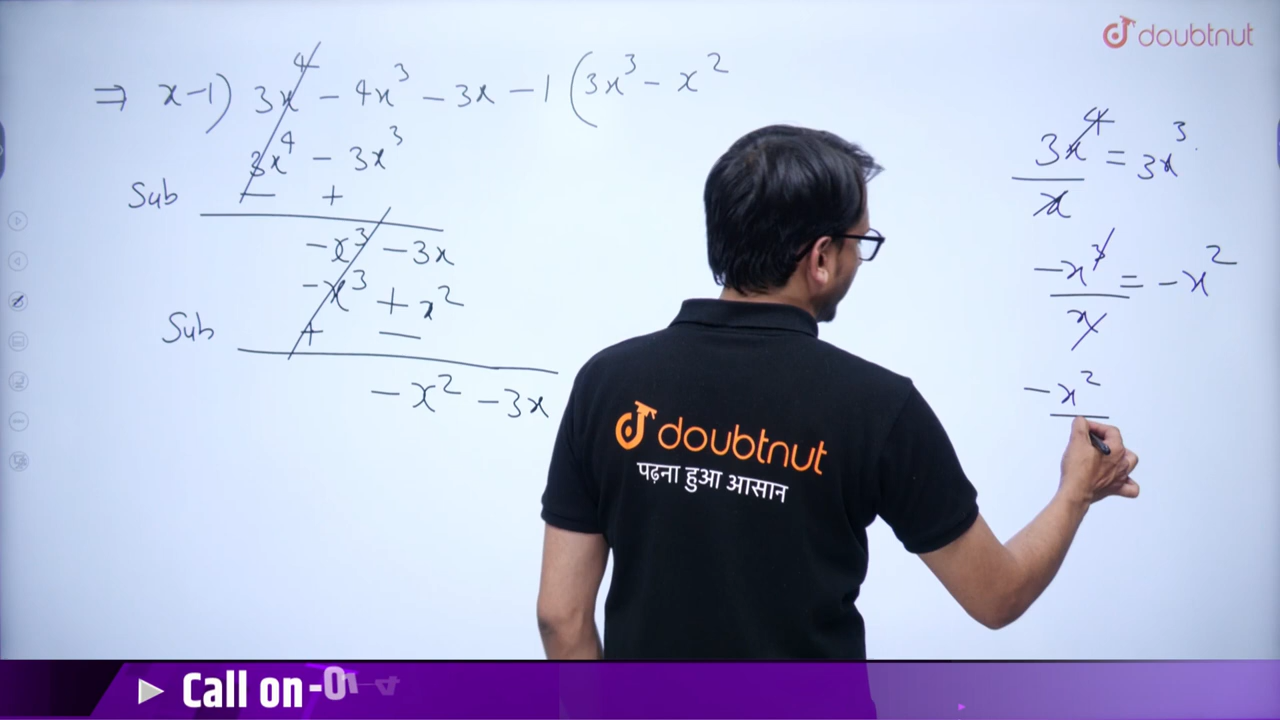 doubtnut
⇒ x-1) 3x⁴ - 4x³ - 3x - 1 (3x³ - x²
3x⁴ - 3x³
Sub - +
-x³ - 3x
-x³ + x²
Sub + -
-x² - 3x
3x⁴/x = 3x³
-x³/x = -x²
-x²
doubtnut
पढ़ना हुआ आसान
Call on-